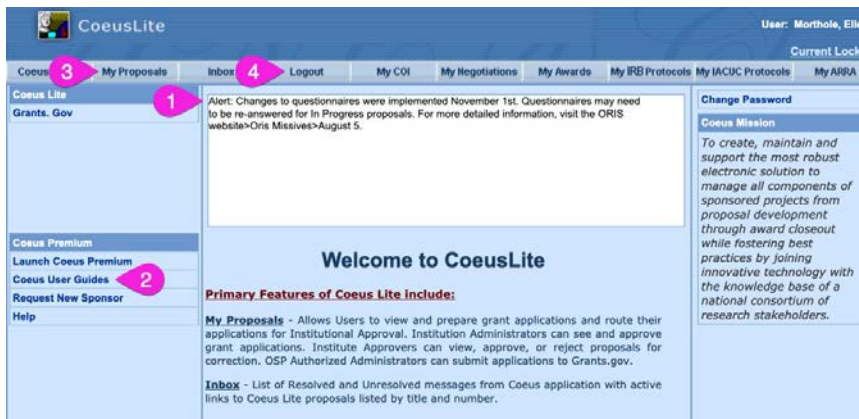 CoeusLite
User: Morthole, Elle
Current Lock
Coeus
3
My Proposals
Inbox
4
Logout
My COI
My Negotiations
My Awards
My IRB Protocols
My IACUC Protocols
My ARRA
Coeus Lite
Grants. Gov
1
Alert: Changes to questionnaires were implemented November 1st. Questionnaires may need
to be re-answered for In Progress proposals. For more detailed information, visit the ORIS
website>Oris Missives>August 5.
Change Password
Coeus Mission
To create, maintain and
support the most robust
electronic solution to
manage all components of
sponsored projects from
proposal development
through award closeout
while fostering best
practices by joining
innovative technology with
the knowledge base of a
national consortium of
research stakeholders.
Coeus Premium
Launch Coeus Premium
Coeus User Guides
2
Request New Sponsor
Help
Welcome to CoeusLite
Primary Features of Coeus Lite include:
My Proposals - Allows Users to view and prepare grant applications and route their
applications for Institutional Approval. Institution Administrators can see and approve
grant applications. Institute Approvers can view, approve, or reject proposals for
correction. OSP Authorized Administrators can submit applications to Grants.gov.
Inbox - List of Resolved and Unresolved messages from Coeus application with active
links to Coeus Lite proposals listed by title and number.